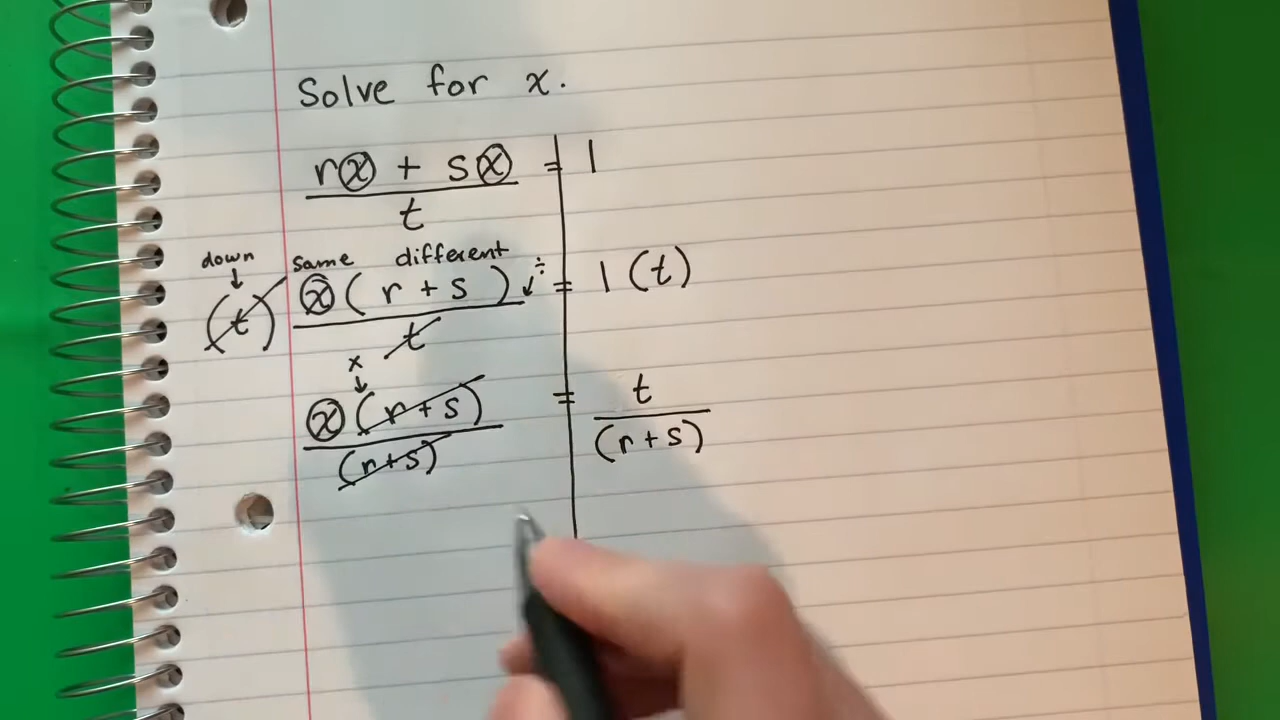 Solve for x.
rx + sx = 1
t
down
same different ÷
(t) x ( r + s ) = 1 (t)
t
x
x (r + s) = t
(r + s) (r + s)